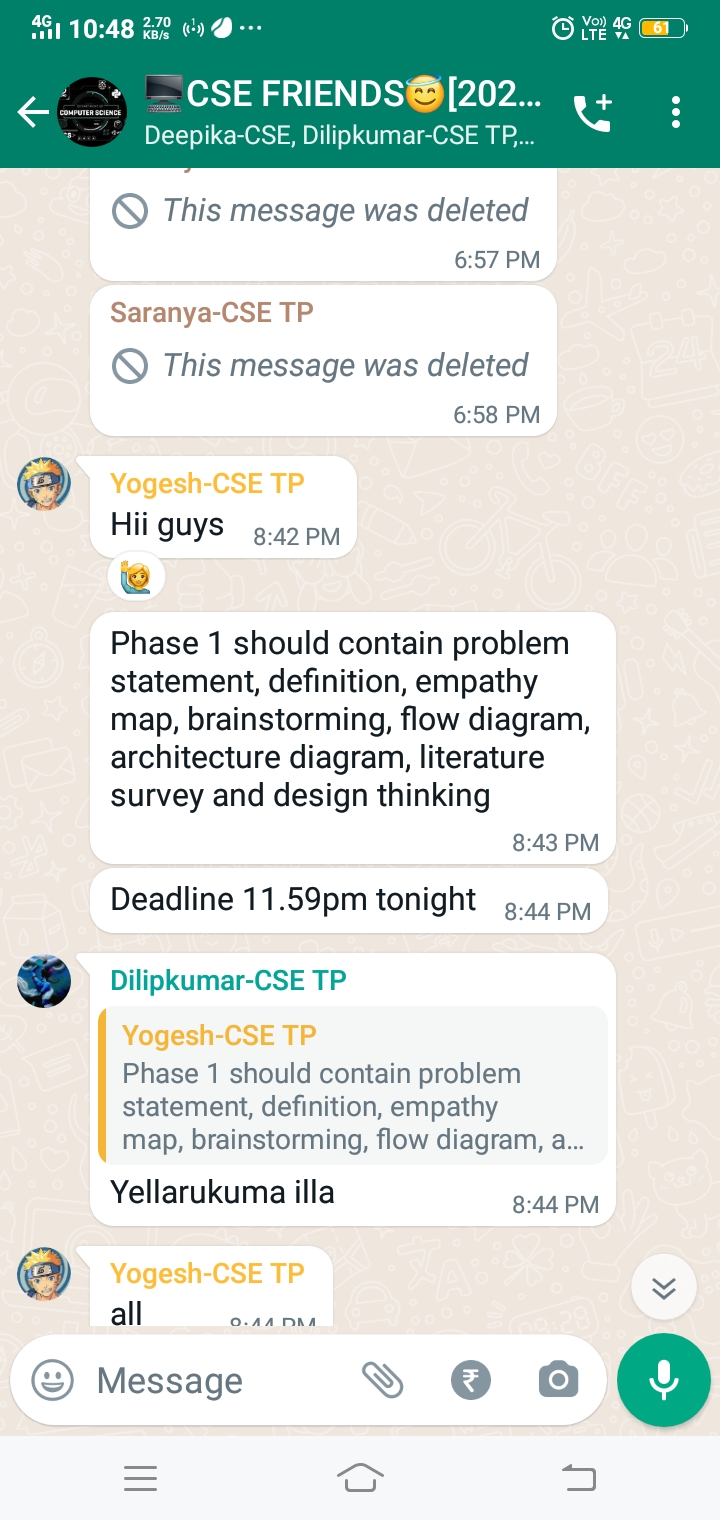 4G 10:48 2.70 KB/s Vo)) LTE 4G 61
COMPUTER SCIENCE
CSE FRIENDS😇[202...
Deepika-CSE, Dilipkumar-CSE TP,...
This message was deleted
6:57 PM
Saranya-CSE TP
This message was deleted
6:58 PM
Yogesh-CSE TP
Hii guys 8:42 PM
Phase 1 should contain problem
statement, definition, empathy
map, brainstorming, flow diagram,
architecture diagram, literature
survey and design thinking
8:43 PM
Deadline 11.59pm tonight 8:44 PM
Dilipkumar-CSE TP
Yogesh-CSE TP
Phase 1 should contain problem
statement, definition, empathy
map, brainstorming, flow diagram, a...
Yellarukuma illa 8:44 PM
Yogesh-CSE TP
all 8:44 PM
Message